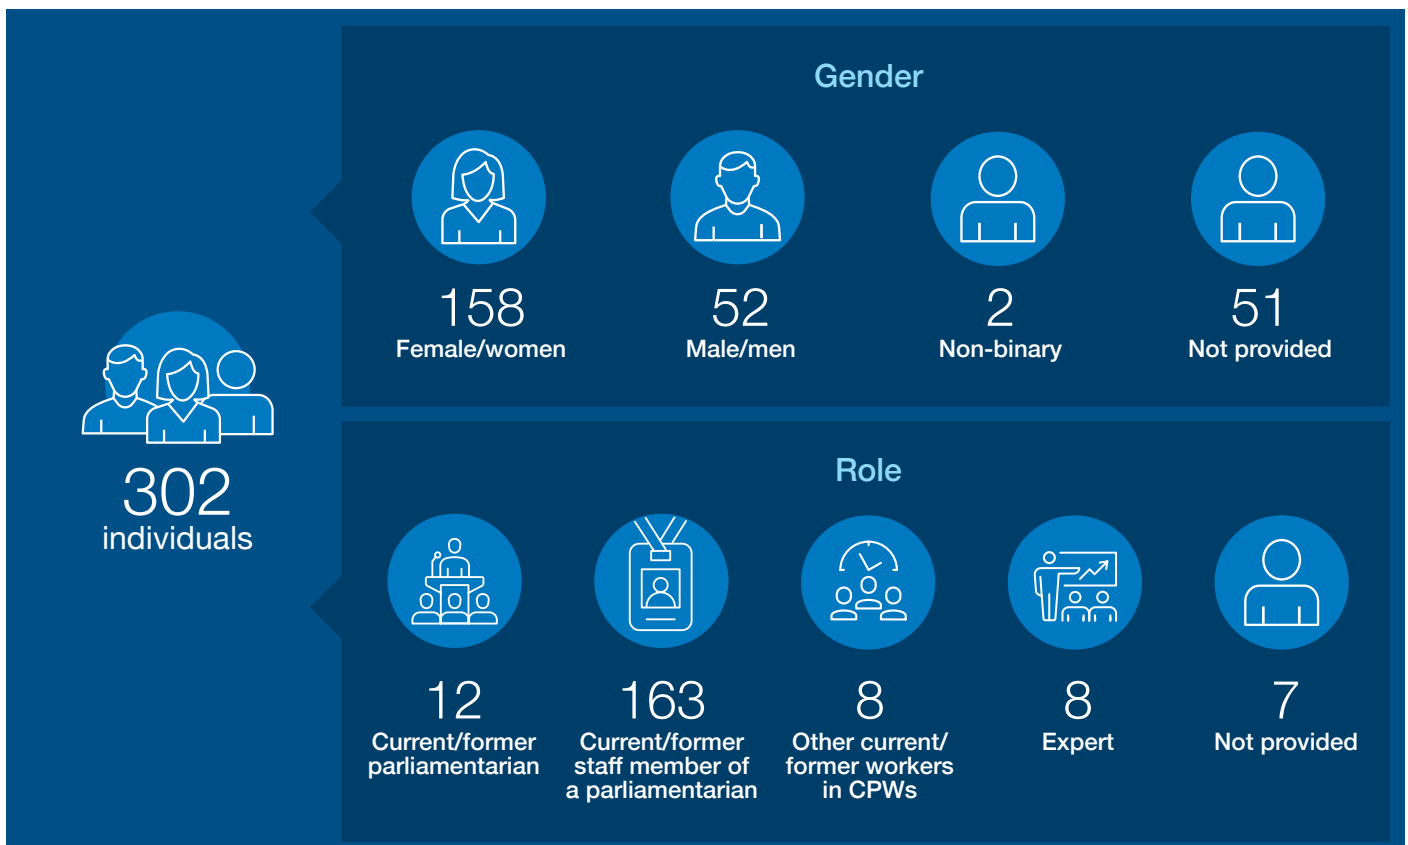 302
individuals
Gender
158
Female/women
52
Male/men
2
Non-binary
51
Not provided
Role
12
Current/former
parliamentarian
163
Current/former
staff member of
a parliamentarian
8
Other current/
former workers
in CPWs
8
Expert
7
Not provided